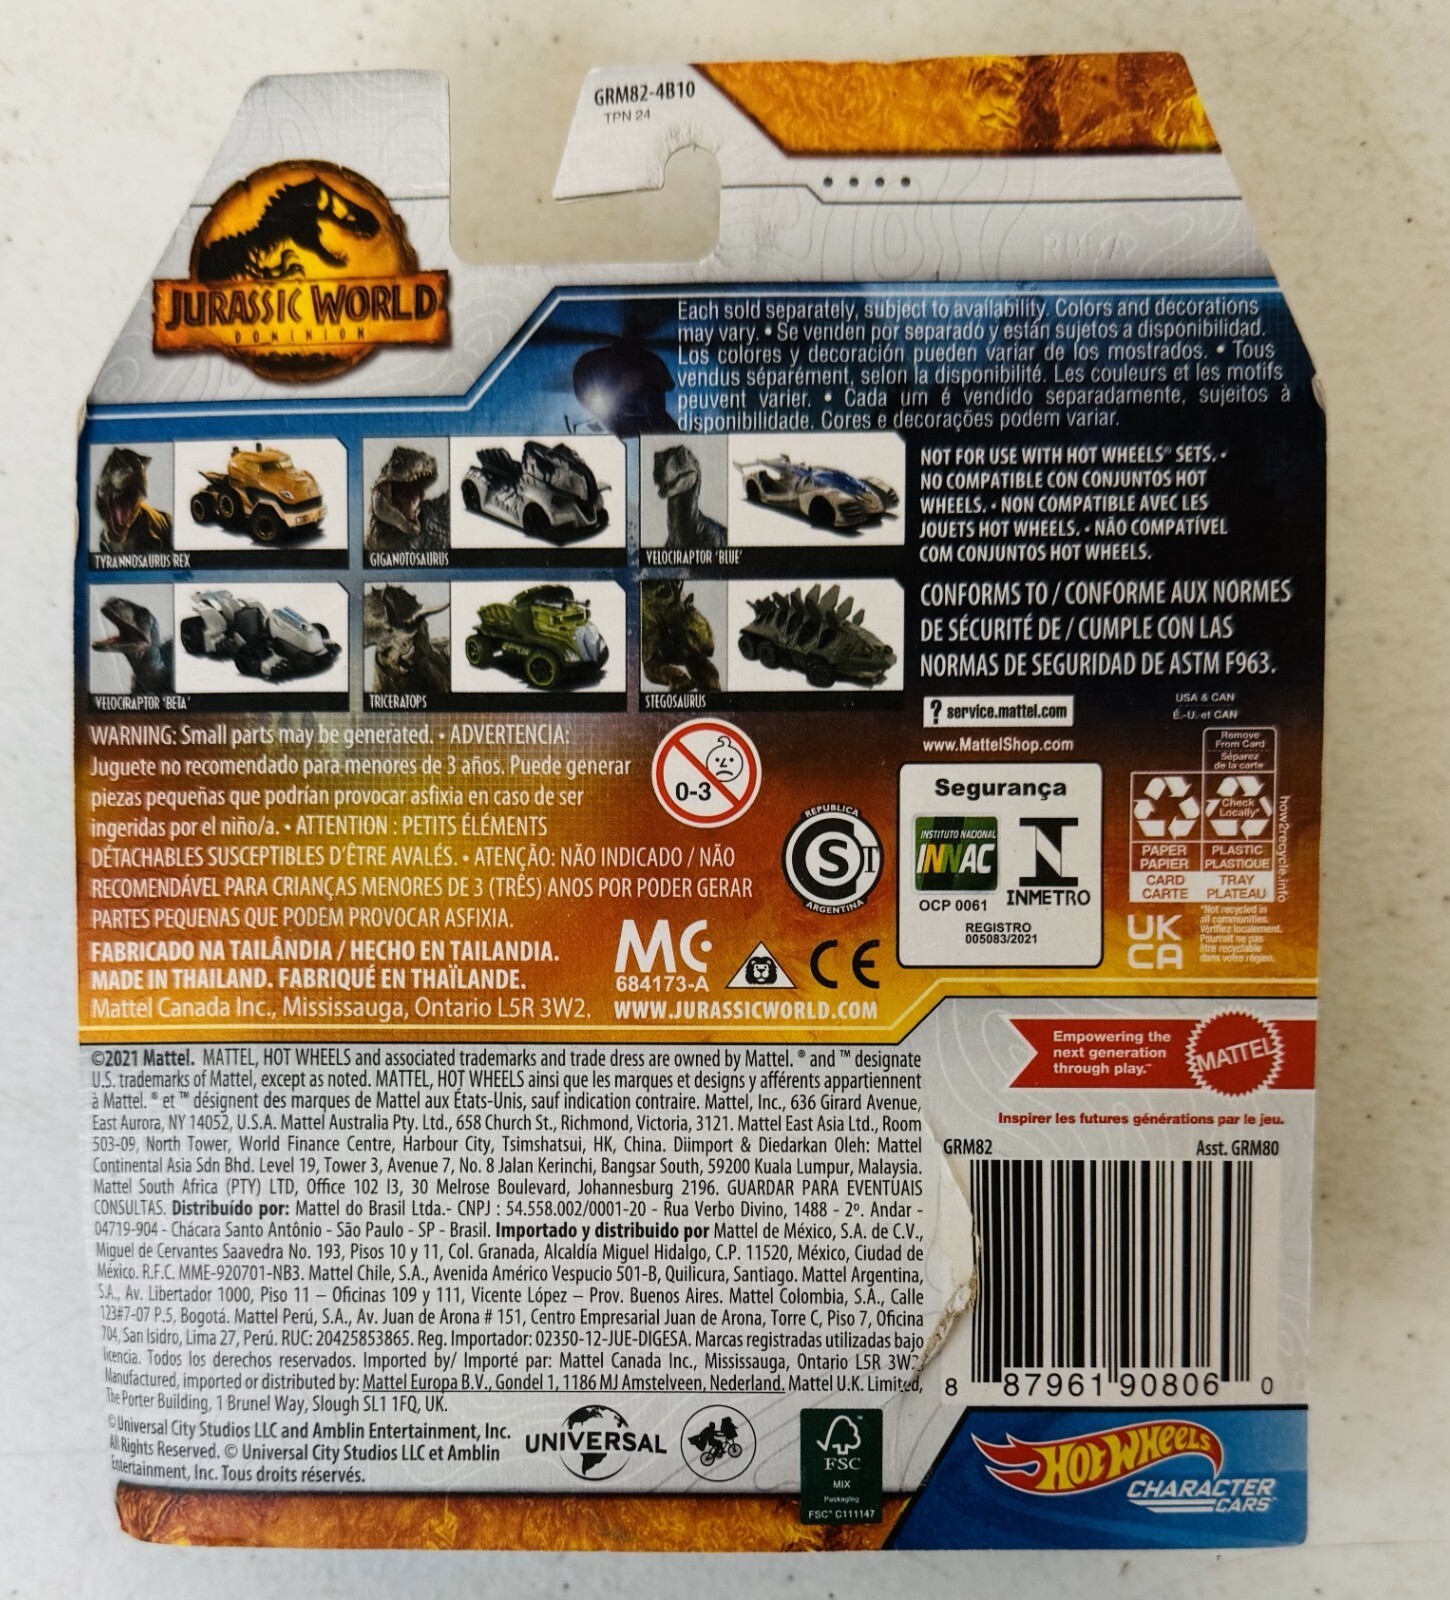 GRM82-4B10
TPN 24
JURASSIC WORLD
DOMINION
Each sold separately, subject to availability. Colors and decorations
may vary. • Se venden por separado y están sujetos a disponibilidad.
Los colores y decoración pueden variar de los mostrados. • Tous
vendus séparément, selon la disponibilité. Les couleurs et les motifs
peuvent varier. • Cada um é vendido separadamente, sujeitos à
disponibilidade. Cores e decorações podem variar.
TYRANNOSAURUS REX
GIGANOTOSAURUS
VELOCIRAPTOR 'BLUE'
VELOCIRAPTOR 'BETA'
TRICERATOPS
STEGOSAURUS
NOT FOR USE WITH HOT WHEELS® SETS. •
NO COMPATIBLE CON CONJUNTOS HOT
WHEELS. • NON COMPATIBLE AVEC LES
JOUETS HOT WHEELS. • NÃO COMPATÍVEL
COM CONJUNTOS HOT WHEELS.
CONFORMS TO / CONFORME AUX NORMES
DE SÉCURITÉ DE / CUMPLE CON LAS
NORMAS DE SEGURIDAD DE ASTM F963.
? service.mattel.com
www.MattelShop.com
USA & CAN
É.-U. et CAN
Remove
From Card
Séparez
de la carte
Check
Locally*
PAPER
PAPIER
PLASTIC
PLASTIQUE
CARD
CARTE
TRAY
PLATEAU
*Not recycled in
all communities.
Vérifiez localement.
Pourrait ne pas
être recyclable
dans votre région.
how2recycle.info
WARNING: Small parts may be generated. • ADVERTENCIA:
Juguete no recomendado para menores de 3 años. Puede generar
piezas pequeñas que podrían provocar asfixia en caso de ser
ingeridas por el niño/a. • ATTENTION : PETITS ÉLÉMENTS
DÉTACHABLES SUSCEPTIBLES D'ÊTRE AVALÉS. • ATENÇÃO: NÃO INDICADO / NÃO
RECOMENDÁVEL PARA CRIANÇAS MENORES DE 3 (TRÊS) ANOS POR PODER GERAR
PARTES PEQUENAS QUE PODEM PROVOCAR ASFIXIA.
FABRICADO NA TAILÂNDIA / HECHO EN TAILANDIA.
MADE IN THAILAND. FABRIQUÉ EN THAÏLANDE.
Mattel Canada Inc., Mississauga, Ontario L5R 3W2.
0-3
REPUBLICA
S I
ARGENTINA
Segurança
INSTITUTO NACIONAL
INNAC
OCP 0061
INMETRO
REGISTRO
005083/2021
MC
684173-A
CE
UK
CA
WWW.JURASSICWORLD.COM
Empowering the
next generation
through play.™
MATTEL
Inspirer les futures générations par le jeu.
©2021 Mattel. MATTEL, HOT WHEELS and associated trademarks and trade dress are owned by Mattel. ® and ™ designate
U.S. trademarks of Mattel, except as noted. MATTEL, HOT WHEELS ainsi que les marques et designs y afférents appartiennent
à Mattel. ® et ™ désignent des marques de Mattel aux États-Unis, sauf indication contraire. Mattel, Inc., 636 Girard Avenue,
East Aurora, NY 14052, U.S.A. Mattel Australia Pty. Ltd., 658 Church St., Richmond, Victoria, 3121. Mattel East Asia Ltd., Room
503-09, North Tower, World Finance Centre, Harbour City, Tsimshatsui, HK, China. Diimport & Diedarkan Oleh: Mattel
Continental Asia Sdn Bhd. Level 19, Tower 3, Avenue 7, No. 8 Jalan Kerinchi, Bangsar South, 59200 Kuala Lumpur, Malaysia.
Mattel South Africa (PTY) LTD, Office 102 I3, 30 Melrose Boulevard, Johannesburg 2196. GUARDAR PARA EVENTUAIS
CONSULTAS. Distribuído por: Mattel do Brasil Ltda.- CNPJ : 54.558.002/0001-20 - Rua Verbo Divino, 1488 - 2º. Andar -
04719-904 - Chácara Santo Antônio - São Paulo - SP - Brasil. Importado y distribuido por Mattel de México, S.A. de C.V.,
Miguel de Cervantes Saavedra No. 193, Pisos 10 y 11, Col. Granada, Alcaldía Miguel Hidalgo, C.P. 11520, México, Ciudad de
México. R.F.C. MME-920701-NB3. Mattel Chile, S.A., Avenida Américo Vespucio 501-B, Quilicura, Santiago. Mattel Argentina,
S.A., Av. Libertador 1000, Piso 11 – Oficinas 109 y 111, Vicente López – Prov. Buenos Aires. Mattel Colombia, S.A., Calle
123#7-07 P.5, Bogotá. Mattel Perú, S.A., Av. Juan de Arona # 151, Centro Empresarial Juan de Arona, Torre C, Piso 7, Oficina
704, San Isidro, Lima 27, Perú. RUC: 20425853865. Reg. Importador: 02350-12-JUE-DIGESA. Marcas registradas utilizadas bajo
licencia. Todos los derechos reservados. Imported by/ Importé par: Mattel Canada Inc., Mississauga, Ontario L5R 3W2.
Manufactured, imported or distributed by: Mattel Europa B.V., Gondel 1, 1186 MJ Amstelveen, Nederland. Mattel U.K. Limited,
The Porter Building, 1 Brunel Way, Slough SL1 1FQ, UK.
© Universal City Studios LLC and Amblin Entertainment, Inc.
All Rights Reserved. © Universal City Studios LLC et Amblin
Entertainment, Inc. Tous droits réservés.
UNIVERSAL
FSC
MIX
Packaging
FSC® C111147
GRM82
Asst. GRM80
8 87961 90806 0
HOT WHEELS
CHARACTER
CARS™